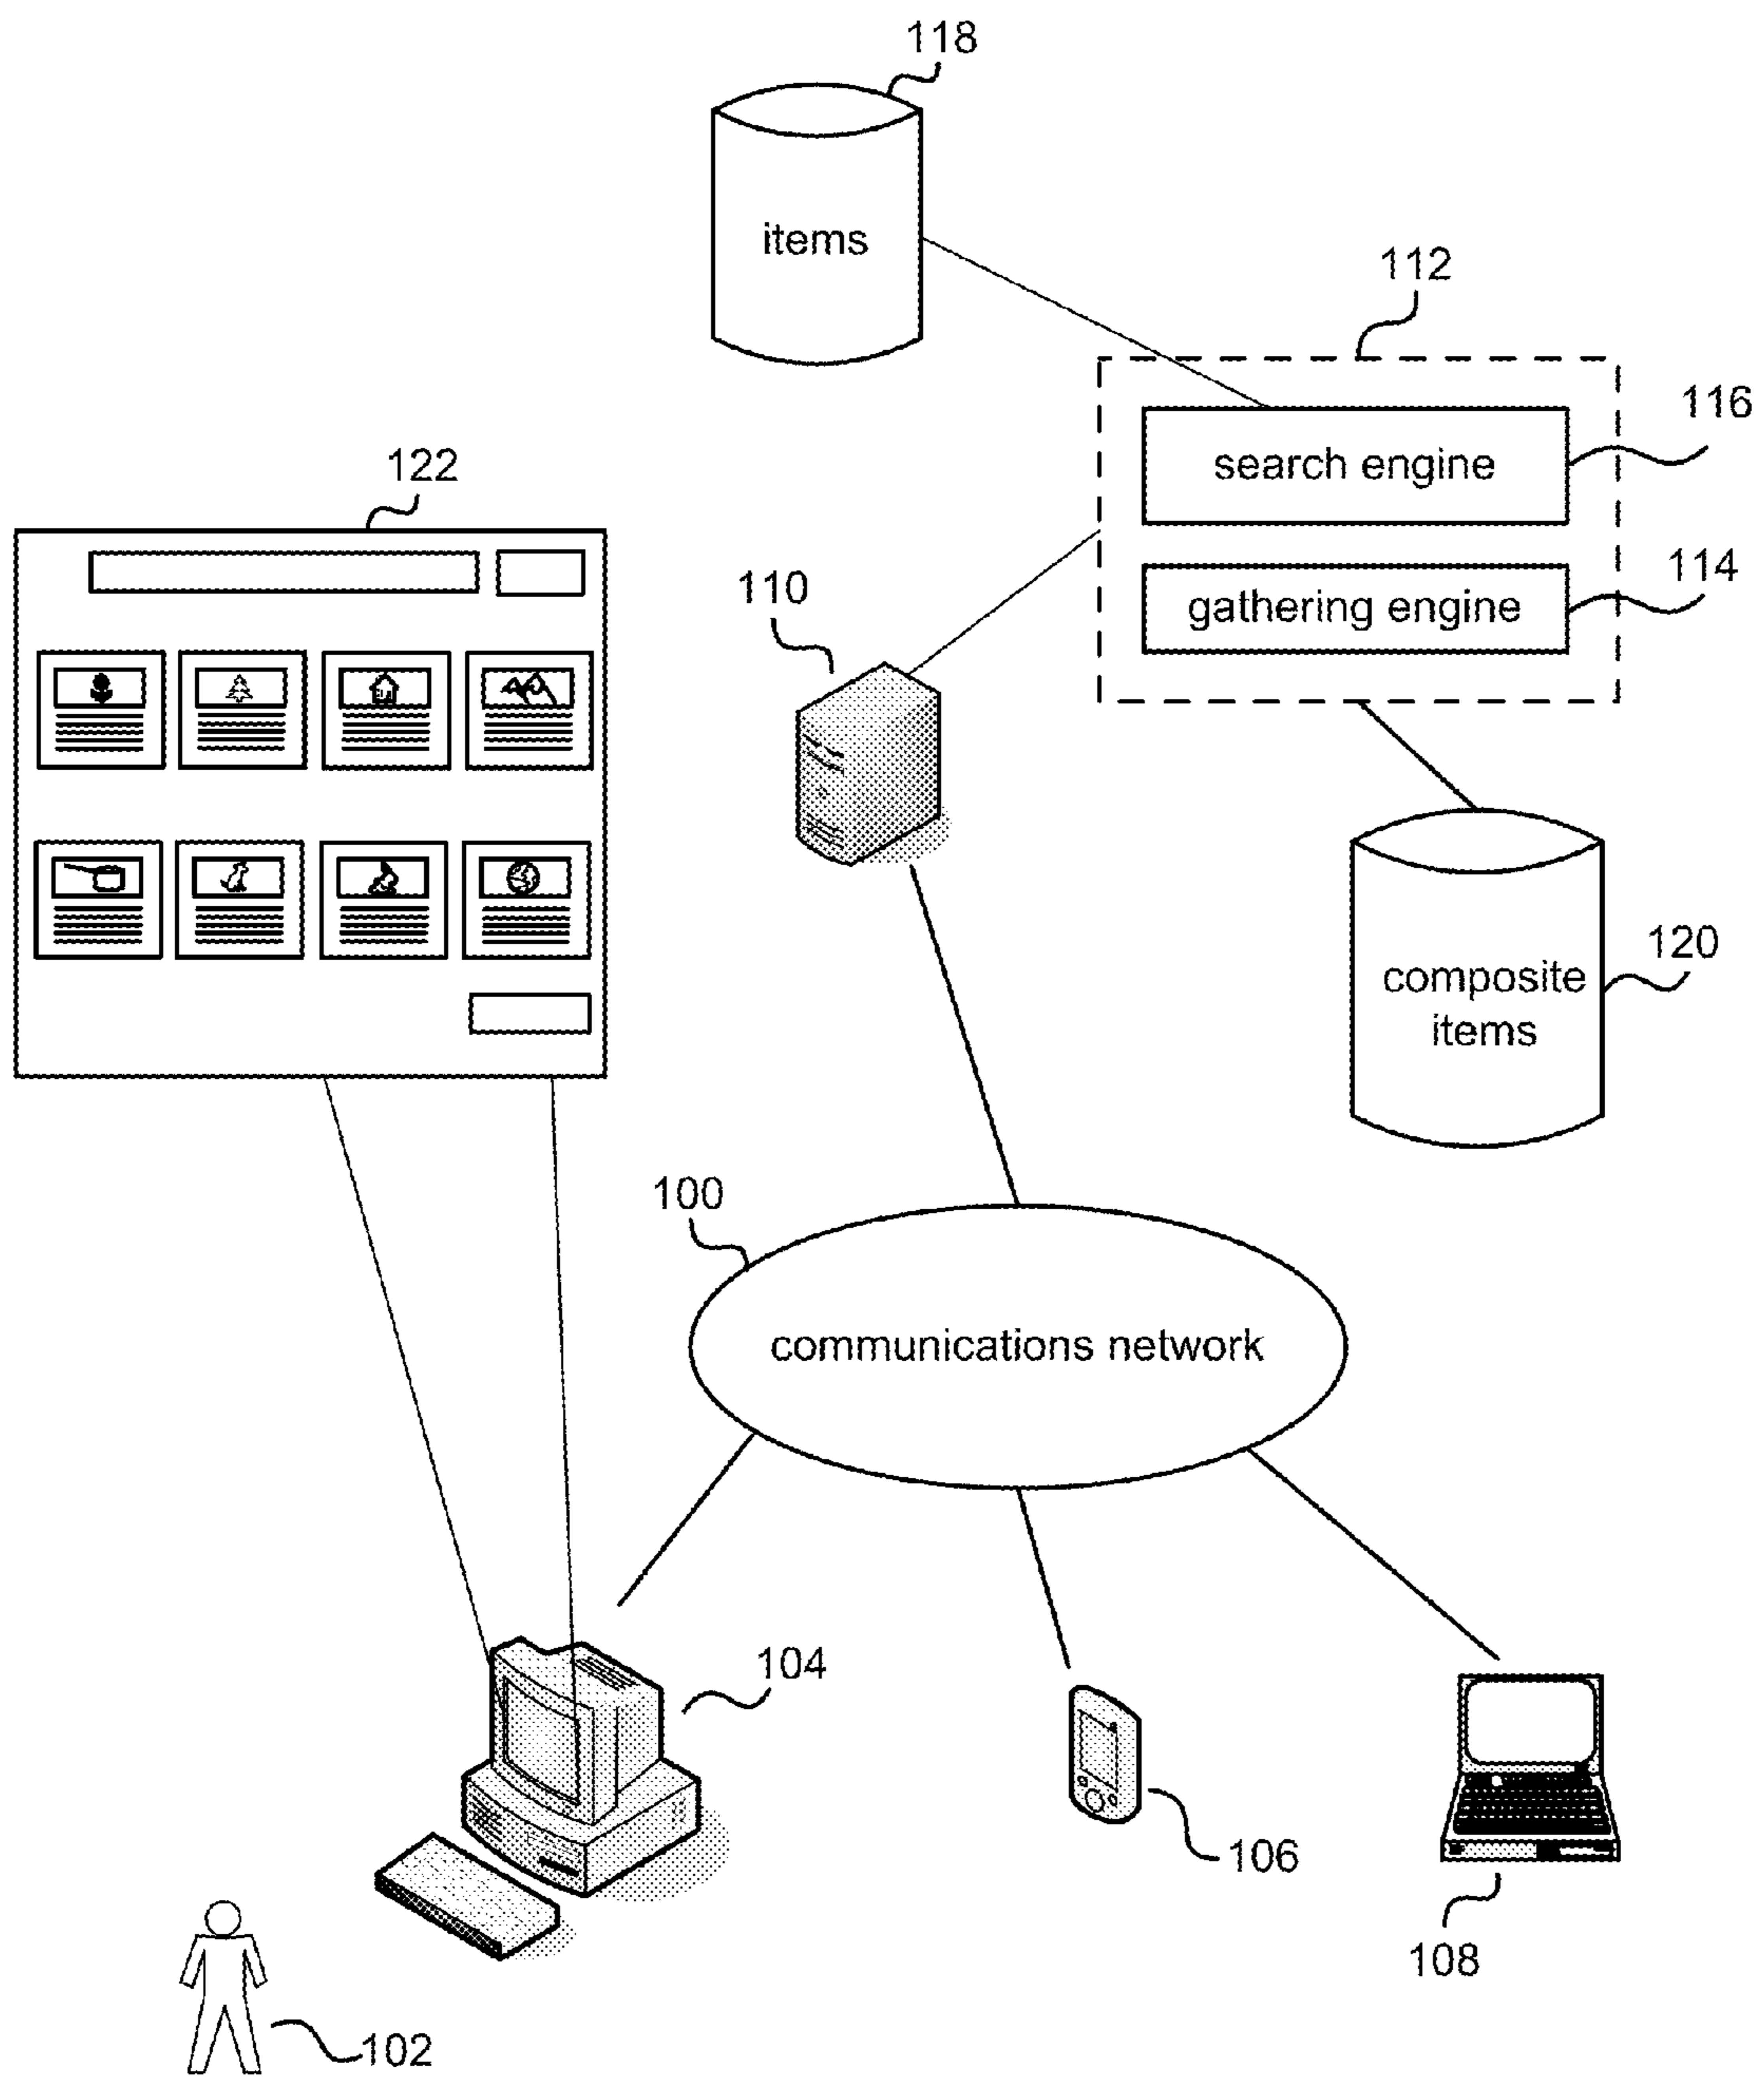 118
items
112
116
search engine
122
114
gathering engine
110
120
composite
items
100
communications network
104
106
108
102